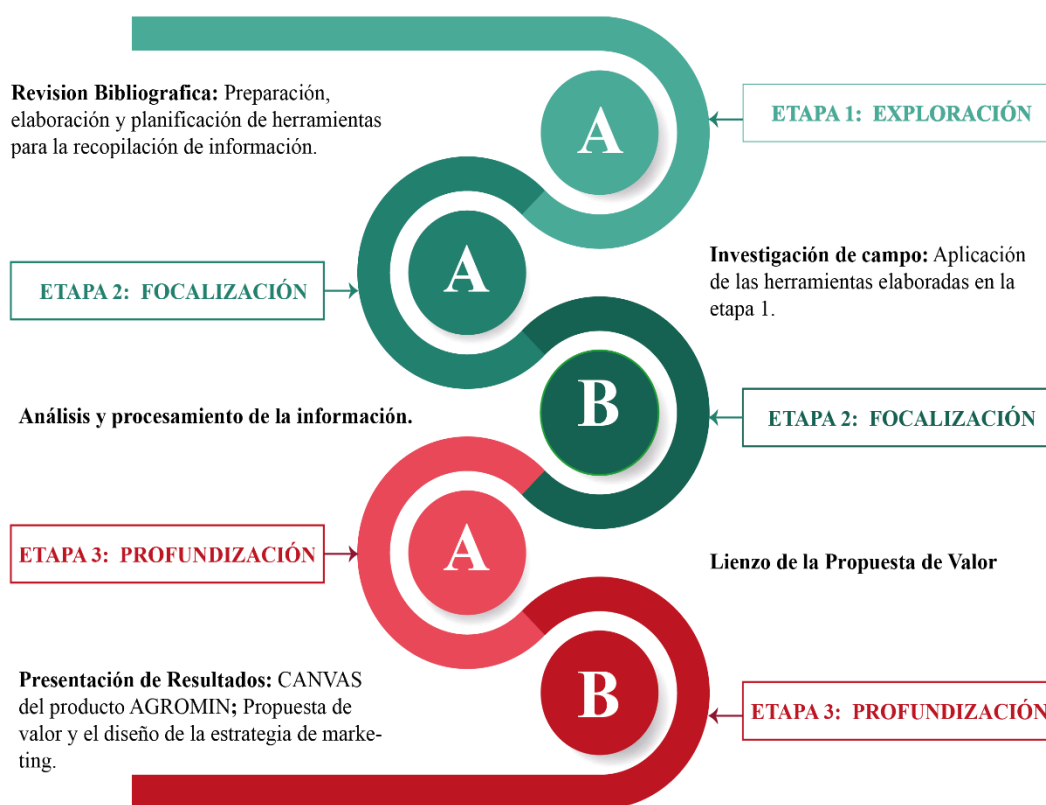 Revision Bibliografica: Preparación,
elaboración y planificación de herramientas
para la recopilación de información.
A
ETAPA 1: EXPLORACIÓN
ETAPA 2: FOCALIZACIÓN
A
Investigación de campo: Aplicación
de las herramientas elaboradas en la
etapa 1.
Análisis y procesamiento de la información.
B
ETAPA 2: FOCALIZACIÓN
ETAPA 3: PROFUNDIZACIÓN
A
Lienzo de la Propuesta de Valor
Presentación de Resultados: CANVAS
del producto AGROMIN; Propuesta de
valor y el diseño de la estrategia de marke-
ting.
B
ETAPA 3: PROFUNDIZACIÓN